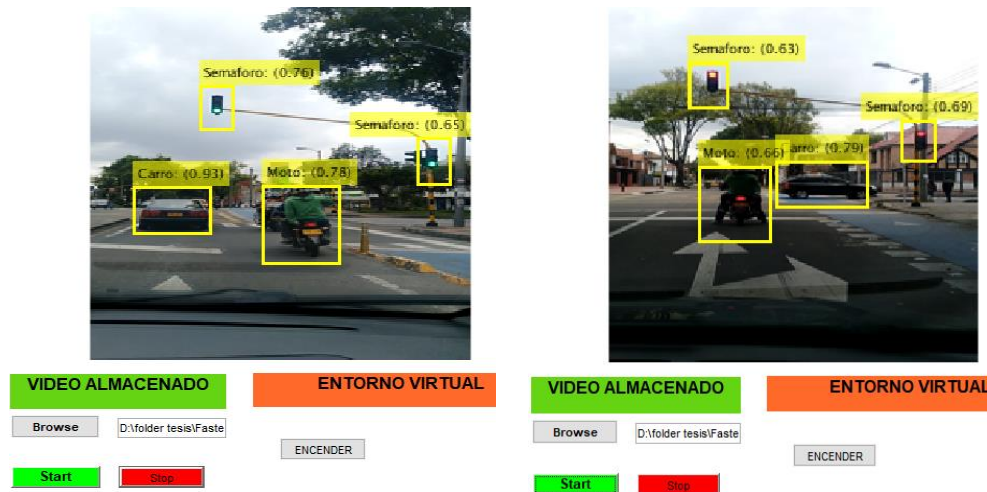 Semaforo: (0.76)
Semaforo: (0.65)
Carro: (0.93)
Moto: (0.78)
VIDEO ALMACENADO
ENTORNO VIRTUAL
Browse
D:\folder tesis\Faste
ENCENDER
Start
Stop
Semaforo: (0.63)
Semaforo: (0.69)
Moto: (0.66)
Carro: (0.79)
VIDEO ALMACENADO
ENTORNO VIRTUAL
Browse
D:\folder tesis\Faste
ENCENDER
Start
Stop